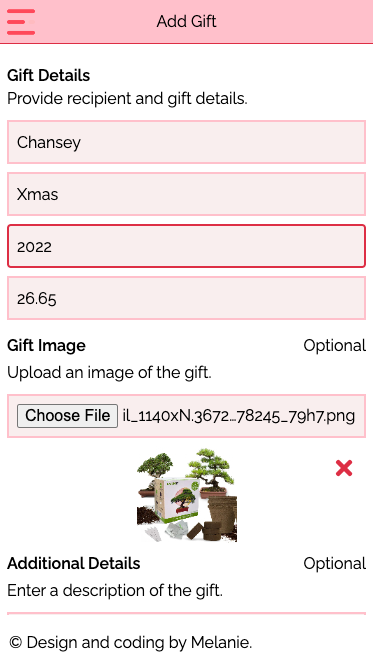 Add Gift
Gift Details
Provide recipient and gift details.
Chansey
Xmas
2022
26.65
Gift Image Optional
Upload an image of the gift.
Choose File il_1140xN.3672…78245_79h7.png
Additional Details Optional
Enter a description of the gift.
© Design and coding by Melanie.